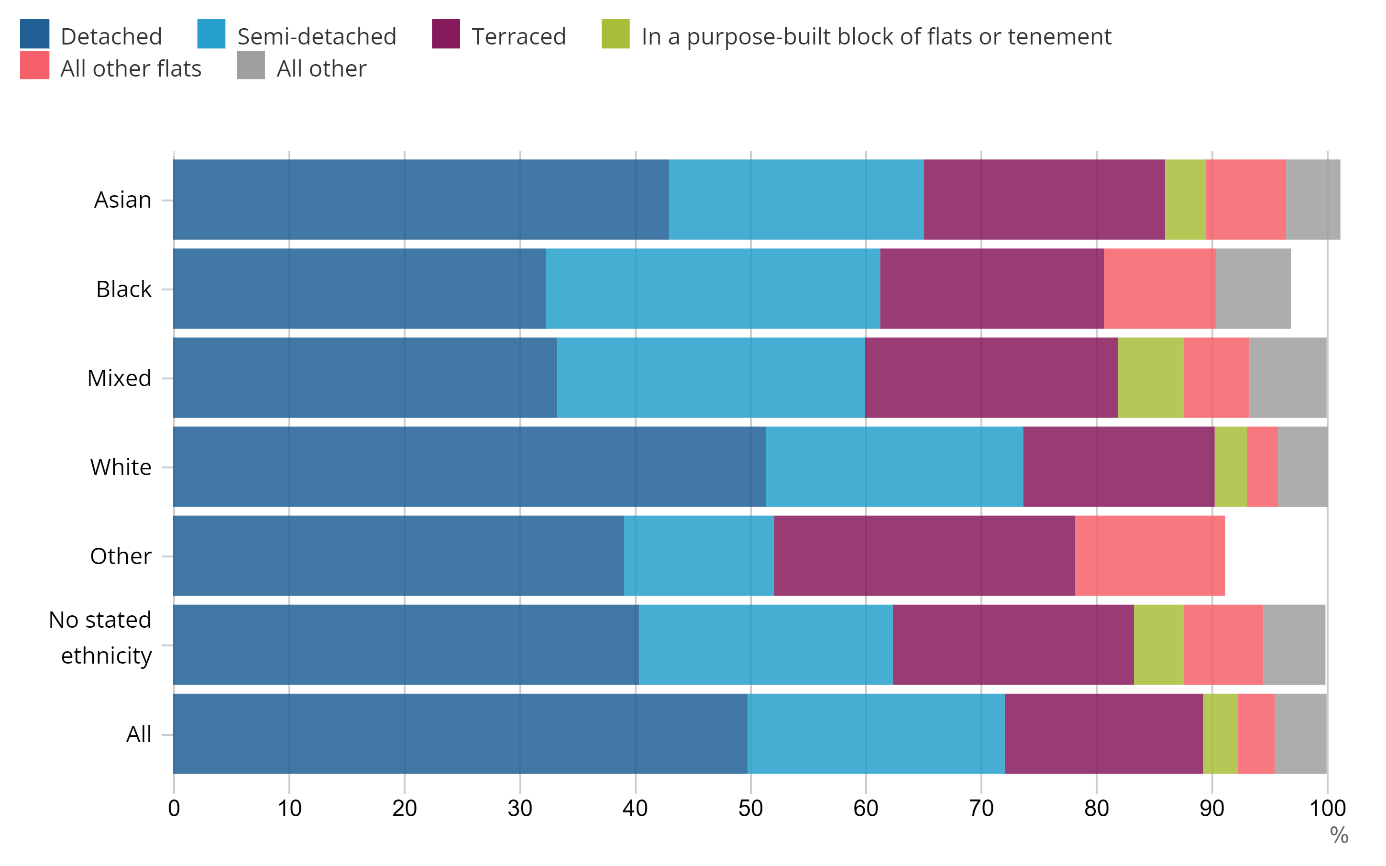 Detached Semi-detached Terraced In a purpose-built block of flats or tenement
All other flats All other
Asian
Black
Mixed
White
Other
No stated
ethnicity
All
0 10 20 30 40 50 60 70 80 90 100
%